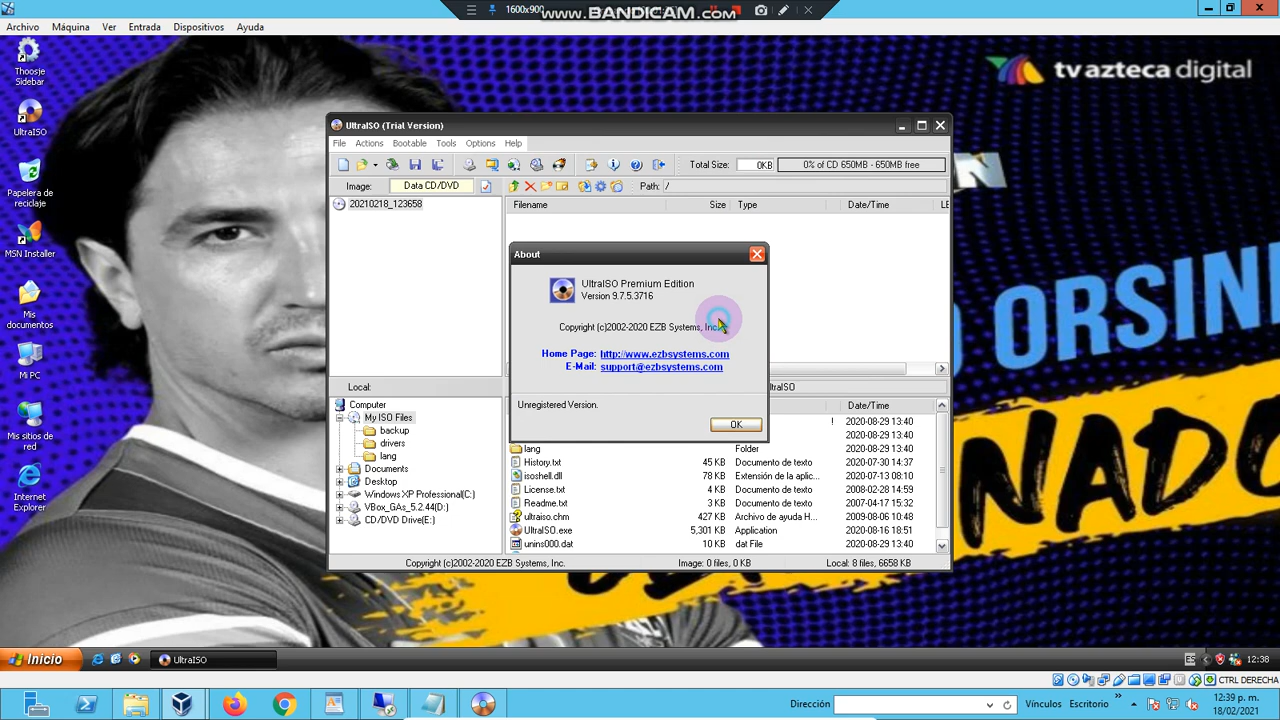 1600x900
www.BANDICAM.com
Archivo Máquina Ver Entrada Dispositivos Ayuda
tv azteca digital
Thoosje
Sidebar
UltraISO
Papelera de
reciclaje
MSN Installer
Mis
documentos
Mi PC
Mis sitios de
red
Internet
Explorer
UltraISO (Trial Version)
File Actions Bootable Tools Options Help
Total Size: 0KB 0% of CD 650MB - 650MB free
Image: Data CD/DVD Path: /
20210218_123658
Filename Size Type Date/Time LE
About
UltraISO Premium Edition
Version 9.7.5.3716
Copyright (c)2002-2020 EZB Systems, Inc.
Home Page: http://www.ezbsystems.com
E-Mail: support@ezbsystems.com
Unregistered Version.
OK
Local:
Computer
My ISO Files
backup
drivers
lang
Documents
Desktop
Windows XP Professional(C:)
VBox_GAs_5.2.44(D:)
CD/DVD Drive(E:)
Date/Time
! 2020-08-29 13:40
2020-08-29 13:40
lang Folder 2020-08-29 13:40
History.txt 45 KB Documento de texto 2020-07-30 14:37
isoshell.dll 78 KB Extensión de la aplic... 2020-07-13 08:10
License.txt 4 KB Documento de texto 2008-02-28 14:59
Readme.txt 3 KB Documento de texto 2007-04-17 15:32
ultraiso.chm 427 KB Archivo de ayuda H... 2009-08-06 10:48
UltraISO.exe 5,301 KB Application 2020-08-16 18:51
unins000.dat 10 KB dat File 2020-08-29 13:40
Copyright (c)2002-2020 EZB Systems, Inc. Image: 0 files, 0 KB Local: 8 files, 6658 KB
ORSINI
Inicio
UltraISO
ES
12:38
CTRL DERECHA
Dirección
Vínculos
Escritorio
12:39 p.m.
18/02/2021